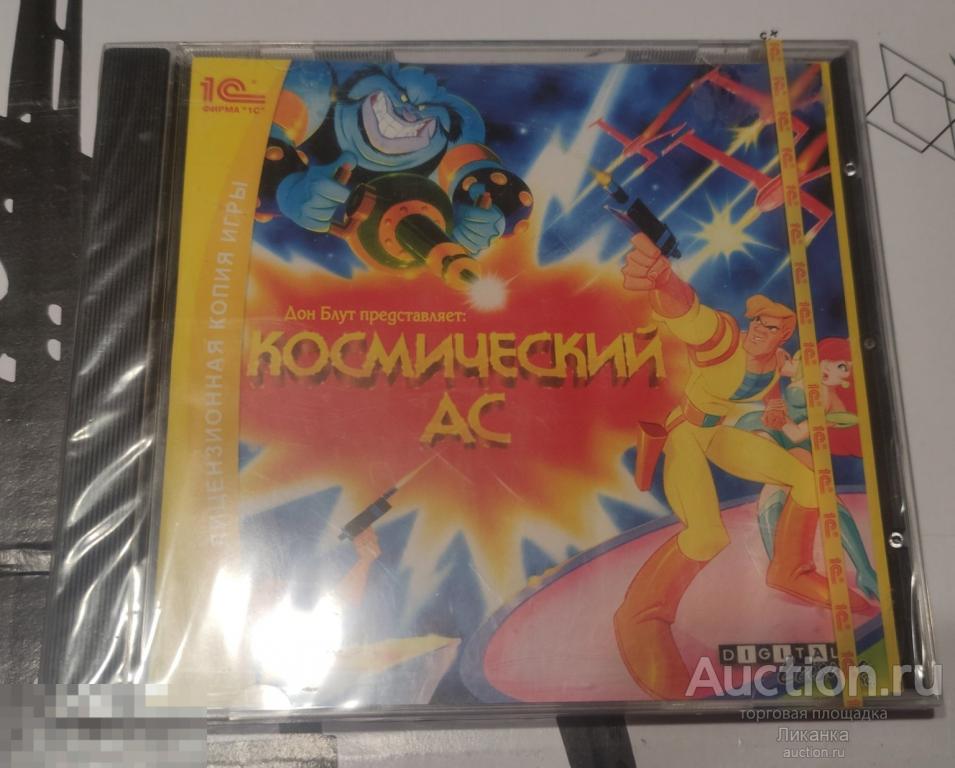 1С
ФИРМА "1С"
ЛИЦЕНЗИОННАЯ КОПИЯ ИГРЫ
Дон Блут представляет:
КОСМИЧЕСКИЙ
АС
DIGITAL
Auction.ru
торговая площадка
Ликанка
auction.ru